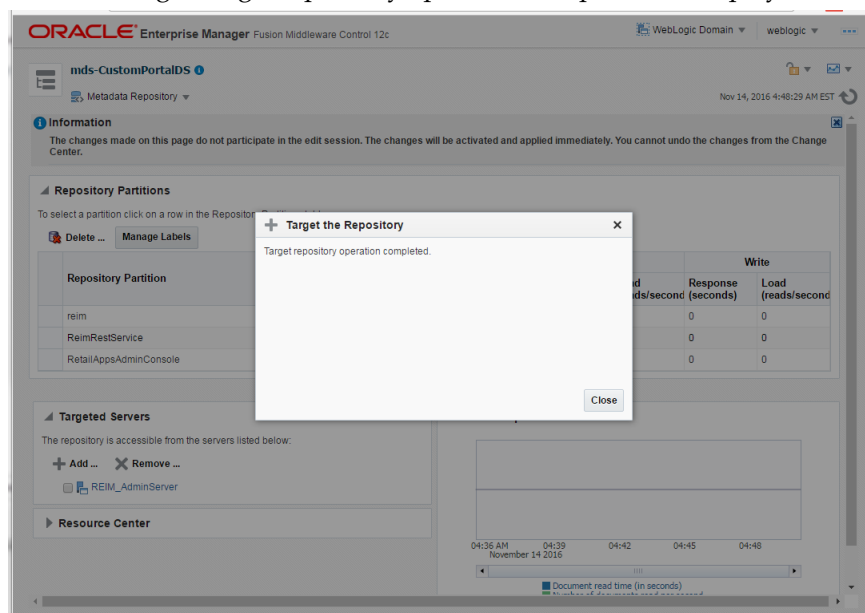 ORACLE Enterprise Manager Fusion Middleware Control 12c
WebLogic Domain weblogic
mds-CustomPortalDS
Metadata Repository
Nov 14, 2016 4:48:29 AM EST
Information
The changes made on this page do not participate in the edit session. The changes will be activated and applied immediately. You cannot undo the changes from the Change
Center.
Repository Partitions
To select a partition click on a row in the Repository
Delete ... Manage Labels
Target the Repository
Target repository operation completed.
Close
Write
Repository Partition
Response
(seconds)
Load
(reads/second
reim 0 0
ReimRestService 0 0
RetailAppsAdminConsole 0 0
Targeted Servers
The repository is accessible from the servers listed below:
Add ... Remove ...
REIM_AdminServer
Resource Center
04:36 AM 04:39 04:42 04:45 04:48
November 14 2016
Document read time (in seconds)